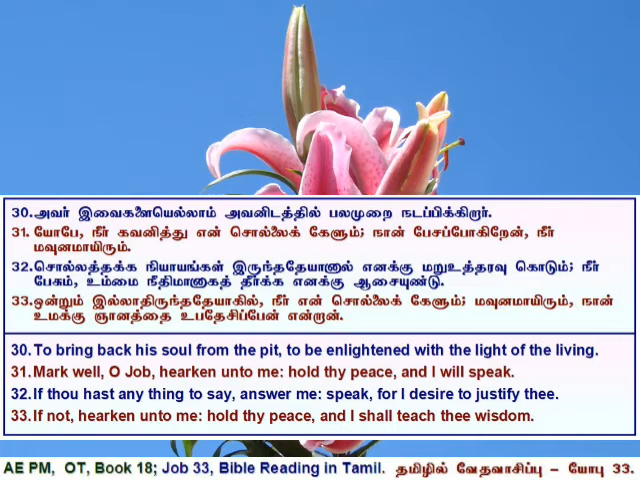 30.அவர் இவைகளையெல்லாம் அவனிடத்தில் பலமுறை நடப்பிக்கிறார்.
31. யோபே, நீர் கவனித்து என் சொல்லைக் கேளும்; நான் பேசப்போகிறேன், நீர்
மவுனமாயிரும்.
32.சொல்லத்தக்க நியாயங்கள் இருந்ததேயானால் எனக்கு மறுஉத்தரவு கொடும்; நீர்
பேசும், உம்மை நீதிமானாகத் தீர்க்க எனக்கு ஆசையுண்டு.
33.ஒன்றும் இல்லாதிருந்ததேயாகில், நீர் என் சொல்லைக் கேளும்; மவுனமாயிரும், நான்
உமக்கு ஞானத்தை உபதேசிப்பேன் என்றான்.
30.To bring back his soul from the pit, to be enlightened with the light of the living.
31.Mark well, O Job, hearken unto me: hold thy peace, and I will speak.
32.If thou hast any thing to say, answer me: speak, for I desire to justify thee.
33.If not, hearken unto me: hold thy peace, and I shall teach thee wisdom.
AE PM, OT, Book 18; Job 33, Bible Reading in Tamil. தமிழில் வேதவாசிப்பு – யோபு 33.